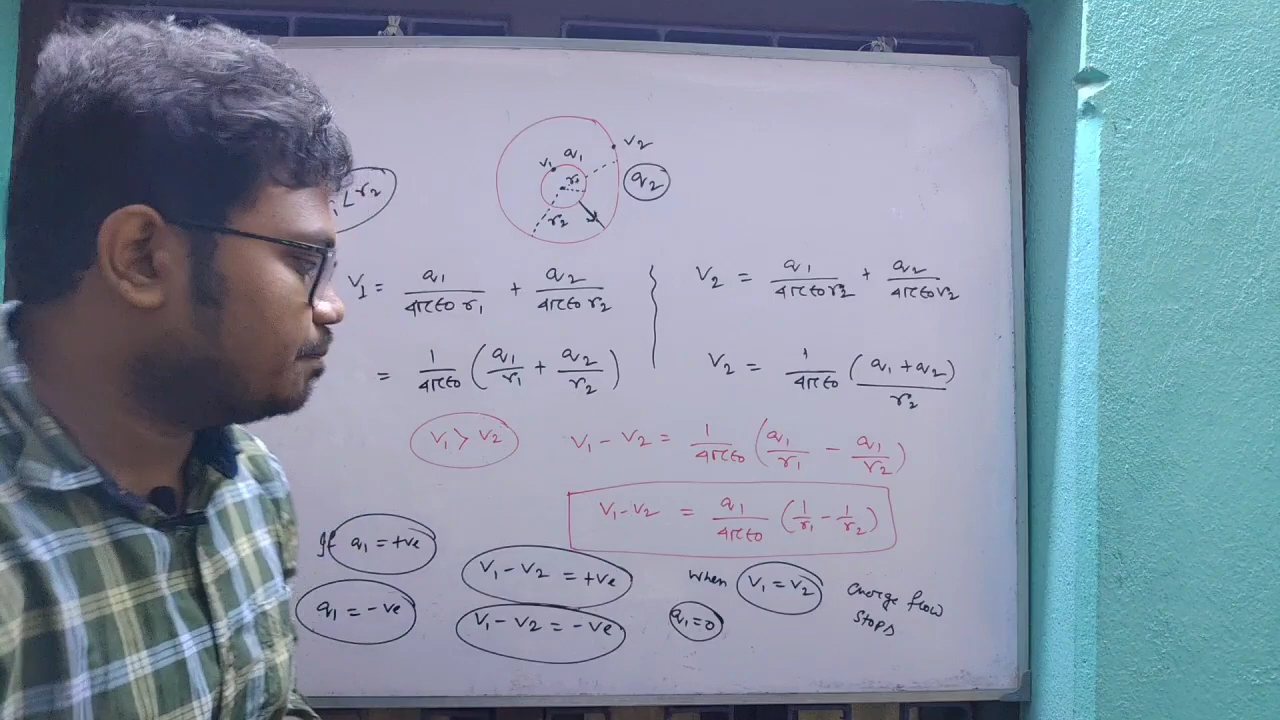 V2
q1
V1
q2
r1
r2
< r2
V1 = q1/4πε0 r1 + q2/4πε0 r2
V2 = q1/4πε0 r2 + q2/4πε0 r2
= 1/4πε0 (q1/r1 + q2/r2)
V2 = 1/4πε0 (q1 + q2)/r2
V1 > V2
V1 - V2 = 1/4πε0 (q1/r1 - q1/r2)
V1 - V2 = q1/4πε0 (1/r1 - 1/r2)
If q1 = +ve
V1 - V2 = +ve
When V1 = V2
charge flow
stops
q1 = -ve
V1 - V2 = -ve
q1 = 0